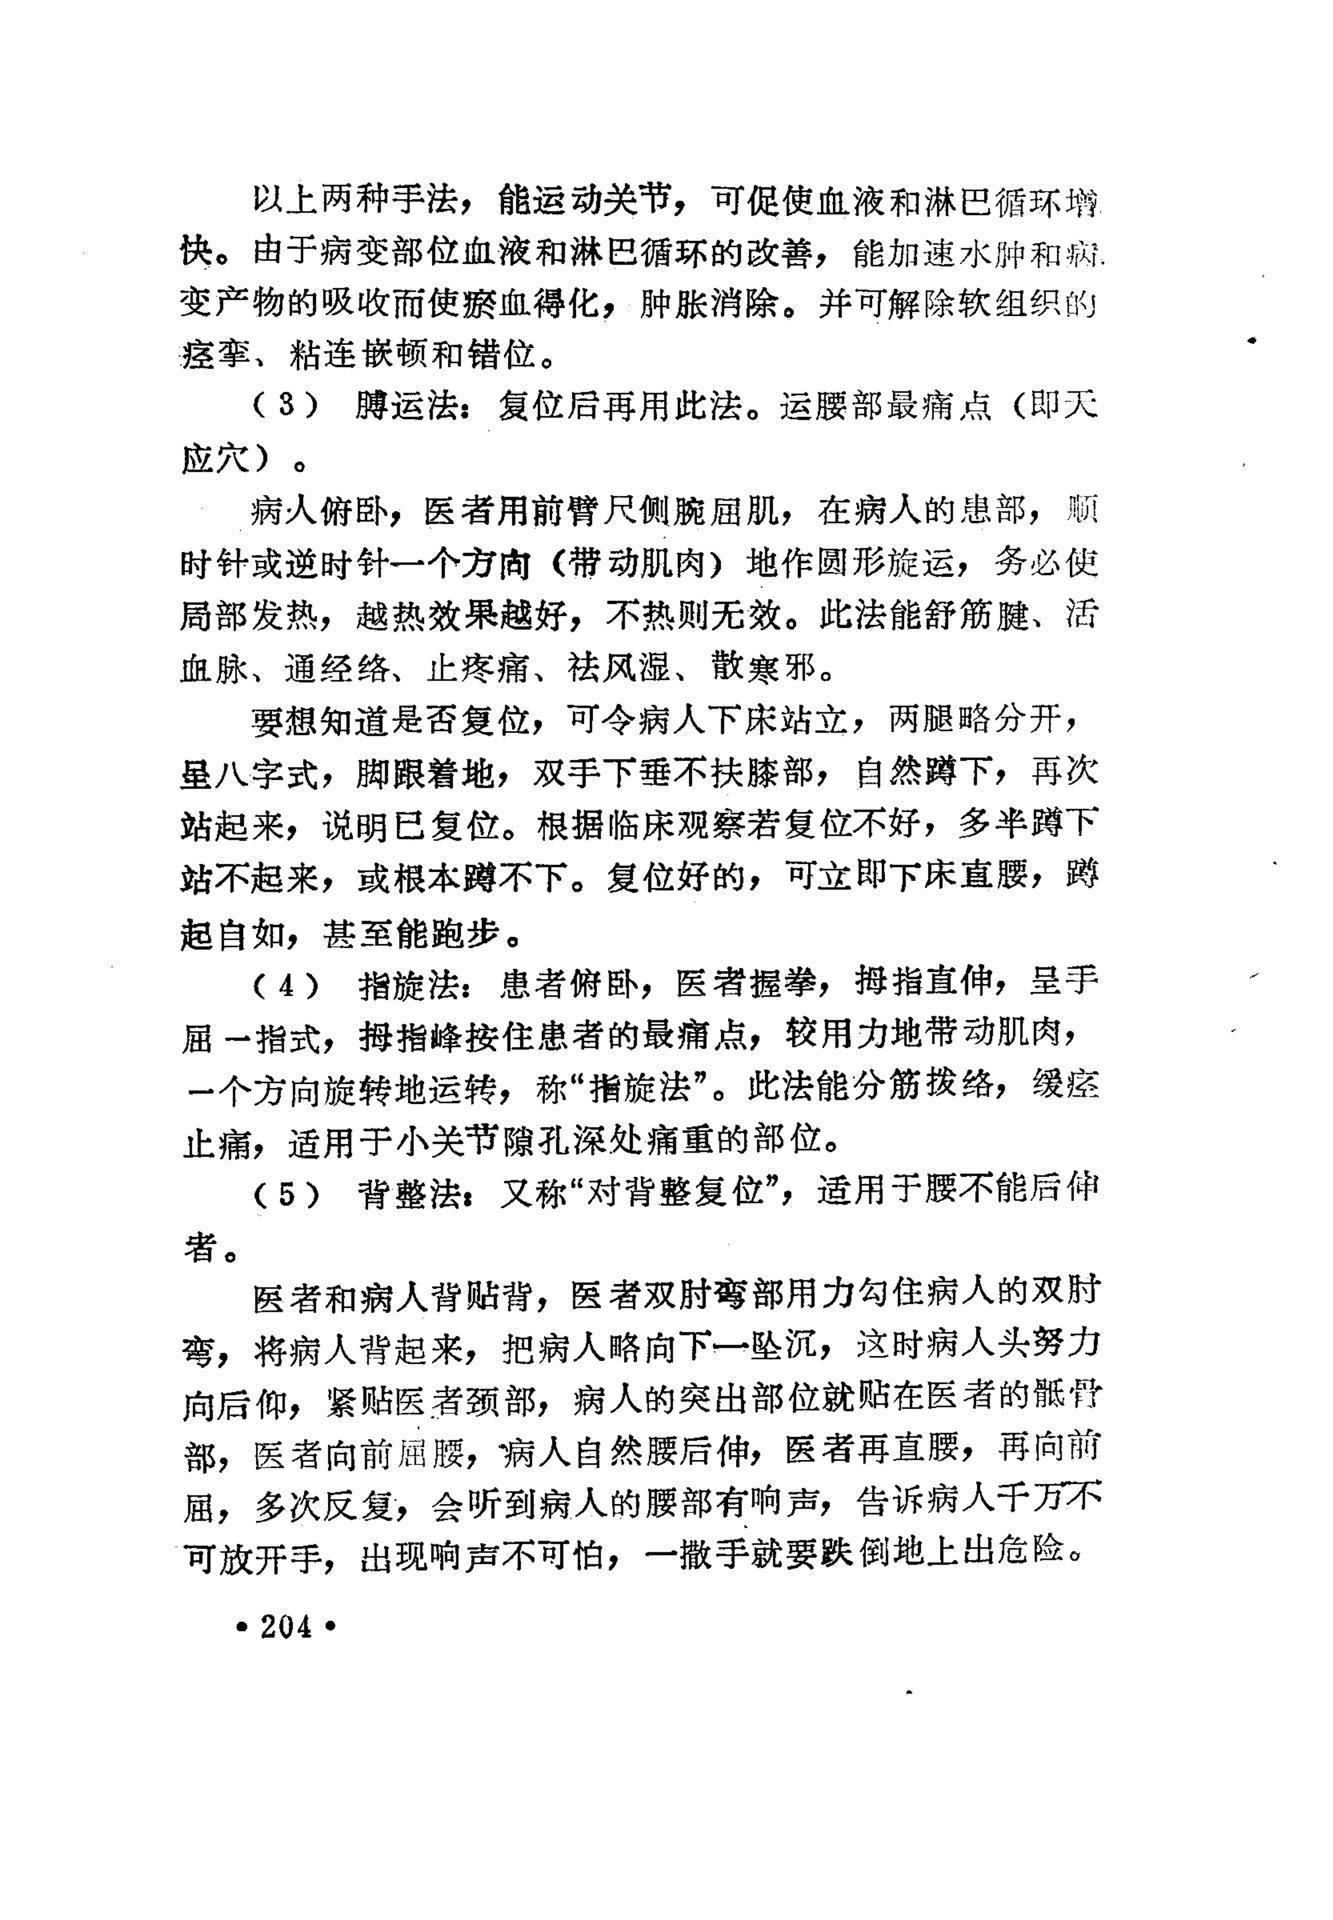 以上两种手法，能运动关节，可促使血液和淋巴循环增
快。由于病变部位血液和淋巴循环的改善，能加速水肿和病
变产物的吸收而使瘀血得化，肿胀消除。并可解除软组织的
痉挛、粘连嵌顿和错位。
（3） 膊运法：复位后再用此法。运腰部最痛点（即天
应穴）。
病人俯卧，医者用前臂尺侧腕屈肌，在病人的患部，顺
时针或逆时针一个方向（带动肌肉）地作圆形旋运，务必使
局部发热，越热效果越好，不热则无效。此法能舒筋腱、活
血脉、通经络、止疼痛、祛风湿、散寒邪。
要想知道是否复位，可令病人下床站立，两腿略分开，
呈八字式，脚跟着地，双手下垂不扶膝部，自然蹲下，再次
站起来，说明已复位。根据临床观察若复位不好，多半蹲下
站不起来，或根本蹲不下。复位好的，可立即下床直腰，蹲
起自如，甚至能跑步。
（4） 指旋法：患者俯卧，医者握拳，拇指直伸，呈手
屈一指式，拇指峰按住患者的最痛点，较用力地带动肌肉，
一个方向旋转地运转，称“指旋法”。此法能分筋拨络，缓痉
止痛，适用于小关节隙孔深处痛重的部位。
（5） 背整法：又称“对背整复位”，适用于腰不能后伸
者。
医者和病人背贴背，医者双肘弯部用力勾住病人的双肘
弯，将病人背起来，把病人略向下一坠沉，这时病人头努力
向后仰，紧贴医者颈部，病人的突出部位就贴在医者的骶骨
部，医者向前屈腰，病人自然腰后伸，医者再直腰，再向前
屈，多次反复，会听到病人的腰部有响声，告诉病人千万不
可放开手，出现响声不可怕，一撒手就要跌倒地上出危险。
• 204 •